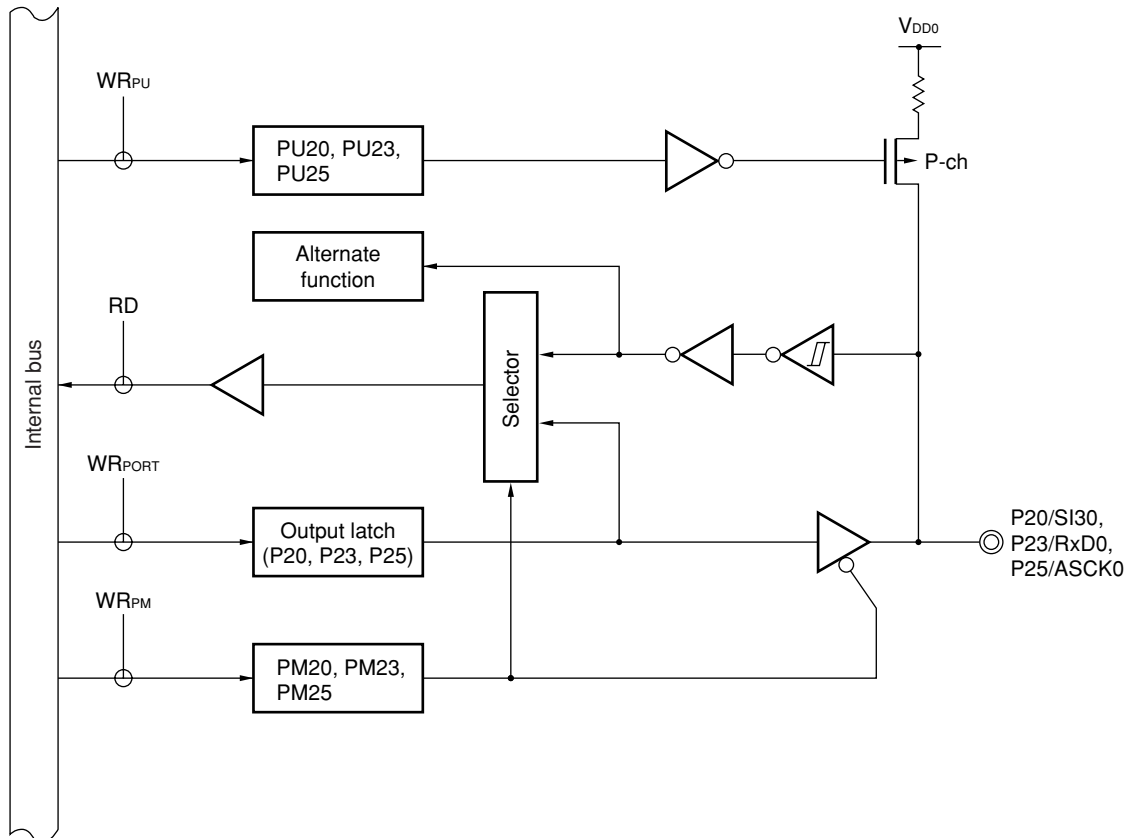 VDD0
WRPU
PU20, PU23,
PU25
P-ch
Alternate
function
RD
Selector
Internal bus
WRPORT
Output latch
(P20, P23, P25)
P20/SI30,
P23/RxD0,
P25/ASCK0
WRPM
PM20, PM23,
PM25